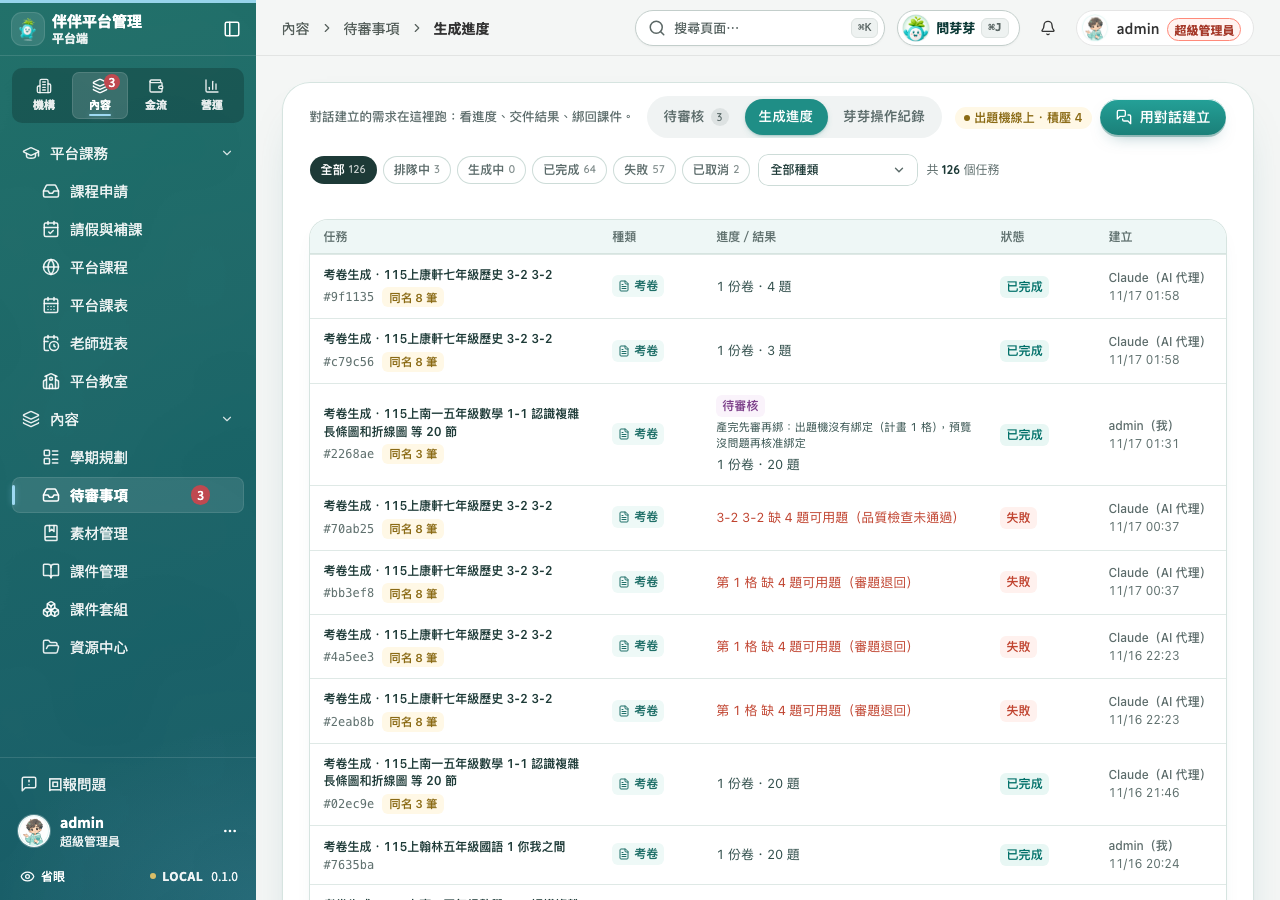 伴伴平台管理
平台端
機構
內容
3
金流
營運
平台課務
課程申請
請假與補課
平台課程
平台課表
老師班表
平台教室
內容
學期規劃
待審事項
3
素材管理
課件管理
課件套組
資源中心
回報問題
admin
超級管理員
省眼
LOCAL 0.1.0
內容
待審事項
生成進度
搜尋頁面…
⌘K
問芽芽
⌘J
admin
超級管理員
對話建立的需求在這裡跑：看進度、交件結果、綁回課件。
待審核 3
生成進度
芽芽操作紀錄
出題機線上 · 積壓 4
用對話建立
全部 126
排隊中 3
生成中 0
已完成 64
失敗 57
已取消 2
全部種類
共 126 個任務
任務
種類
進度 / 結果
狀態
建立
考卷生成 · 115上康軒七年級歷史 3-2 3-2
#9f1135 同名 8 筆
考卷
1 份卷 · 4 題
已完成
Claude（AI 代理）
11/17 01:58
考卷生成 · 115上康軒七年級歷史 3-2 3-2
#c79c56 同名 8 筆
考卷
1 份卷 · 3 題
已完成
Claude（AI 代理）
11/17 01:58
考卷生成 · 115上南一五年級數學 1-1 認識複雜
長條圖和折線圖 等 20 節
#2268ae 同名 3 筆
考卷
待審核
產完先審再綁：出題機沒有綁定（計畫 1 格），預覽
沒問題再核准綁定
1 份卷 · 20 題
已完成
admin（我）
11/17 01:31
考卷生成 · 115上康軒七年級歷史 3-2 3-2
#70ab25 同名 8 筆
考卷
3-2 3-2 缺 4 題可用題（品質檢查未通過）
失敗
Claude（AI 代理）
11/17 00:37
考卷生成 · 115上康軒七年級歷史 3-2 3-2
#bb3ef8 同名 8 筆
考卷
第 1 格 缺 4 題可用題（審題退回）
失敗
Claude（AI 代理）
11/17 00:37
考卷生成 · 115上康軒七年級歷史 3-2 3-2
#4a5ee3 同名 8 筆
考卷
第 1 格 缺 4 題可用題（審題退回）
失敗
Claude（AI 代理）
11/16 22:23
考卷生成 · 115上康軒七年級歷史 3-2 3-2
#2eab8b 同名 8 筆
考卷
第 1 格 缺 4 題可用題（審題退回）
失敗
Claude（AI 代理）
11/16 22:23
考卷生成 · 115上南一五年級數學 1-1 認識複雜
長條圖和折線圖 等 20 節
#02ec9e 同名 3 筆
考卷
1 份卷 · 20 題
已完成
Claude（AI 代理）
11/16 21:46
考卷生成 · 115上翰林五年級國語 1 你我之間
#7635ba
考卷
1 份卷 · 20 題
已完成
admin（我）
11/16 20:24